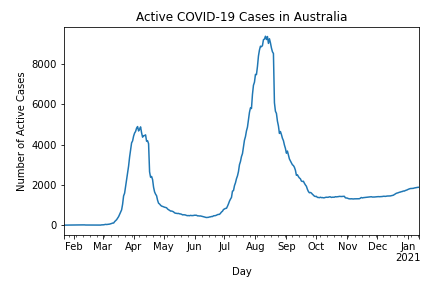 Active COVID-19 Cases in Australia
Number of Active Cases
8000
6000
4000
2000
0
Feb Mar Apr May Jun Jul Aug Sep Oct Nov Dec Jan
2021
Day